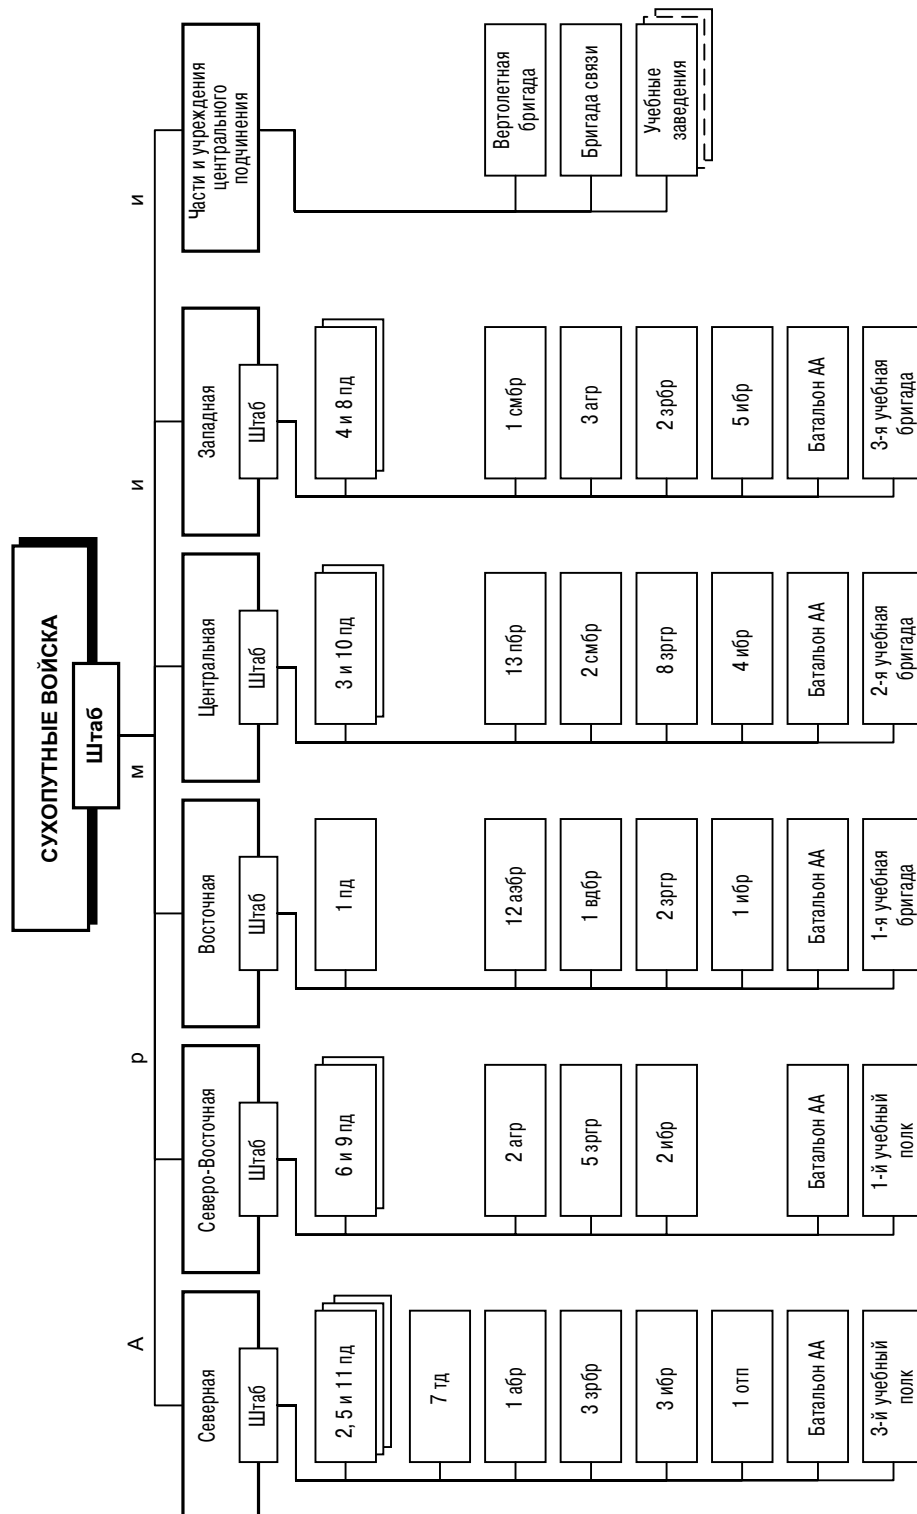 СУХОПУТНЫЕ ВОЙСКА
Штаб
А р м и и
Северная
Штаб
2, 5 и 11 пд
7 тд
1 абр
3 зрбр
3 ибр
1 отп
Батальон АА
3-й учебный
полк
Северо-Восточная
Штаб
6 и 9 пд
2 агр
5 зргр
2 ибр
Батальон АА
1-й учебный
полк
Восточная
Штаб
1 пд
12 аэбр
1 вдбр
2 зргр
1 ибр
Батальон АА
1-я учебная
бригада
Центральная
Штаб
3 и 10 пд
13 пбр
2 смбр
8 зргр
4 ибр
Батальон АА
2-я учебная
бригада
Западная
Штаб
4 и 8 пд
1 смбр
3 агр
2 зрбр
5 ибр
Батальон АА
3-я учебная
бригада
Части и учреждения
центрального
подчинения
Вертолетная
бригада
Бригада связи
Учебные
заведения